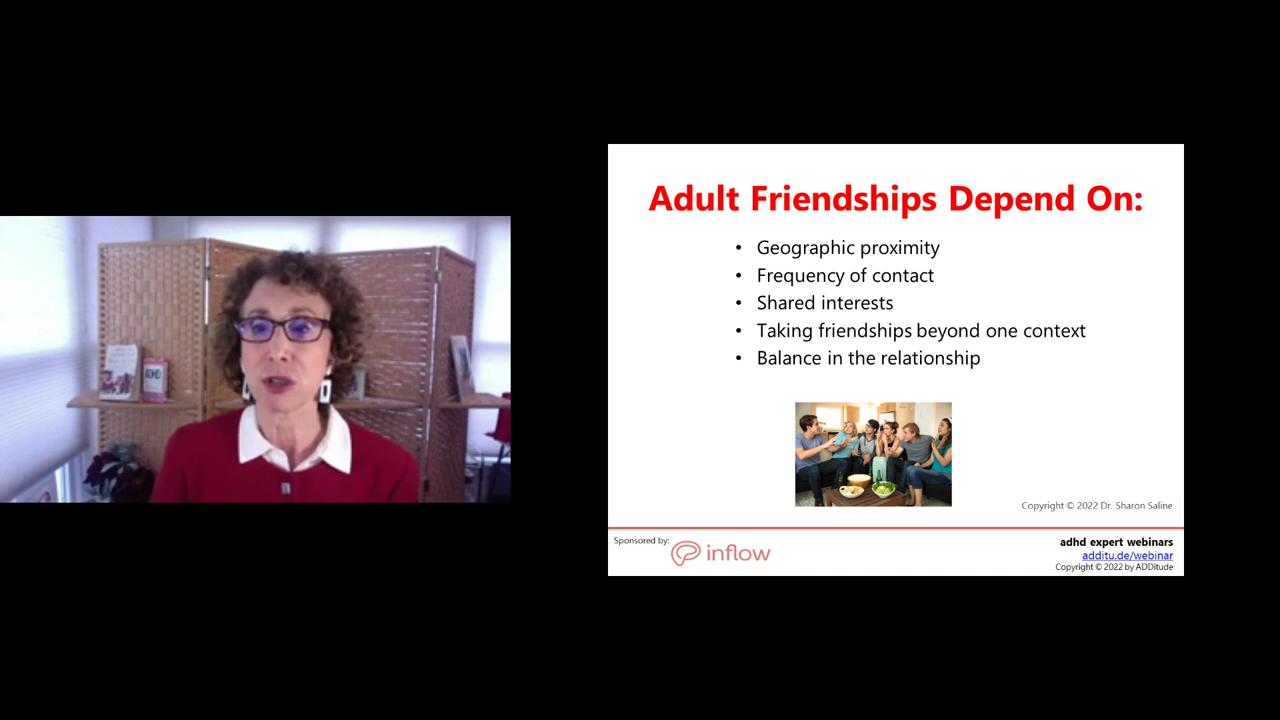 ADHD
Adult Friendships Depend On:
• Geographic proximity
• Frequency of contact
• Shared interests
• Taking friendships beyond one context
• Balance in the relationship
Copyright © 2022 Dr. Sharon Saline
Sponsored by:
inflow
adhd expert webinars
additu.de/webinar
Copyright © 2022 by ADDitude